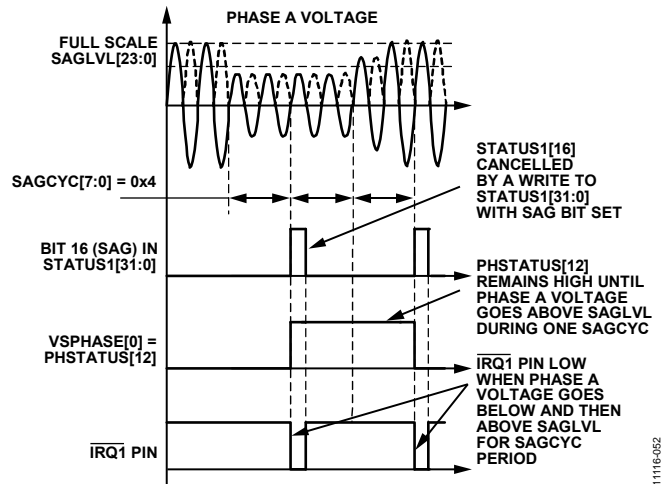 PHASE A VOLTAGE
FULL SCALE
SAGLVL[23:0]
SAGCYC[7:0] = 0x4
STATUS1[16]
CANCELLED
BY A WRITE TO
STATUS1[31:0]
WITH SAG BIT SET
BIT 16 (SAG) IN
STATUS1[31:0]
PHSTATUS[12]
REMAINS HIGH UNTIL
PHASE A VOLTAGE
GOES ABOVE SAGLVL
DURING ONE SAGCYC
VSPHASE[0] =
PHSTATUS[12]
IRQ1 PIN LOW
WHEN PHASE A
VOLTAGE GOES
BELOW AND THEN
ABOVE SAGLVL
FOR SAGCYC
PERIOD
IRQ1 PIN
11116-052